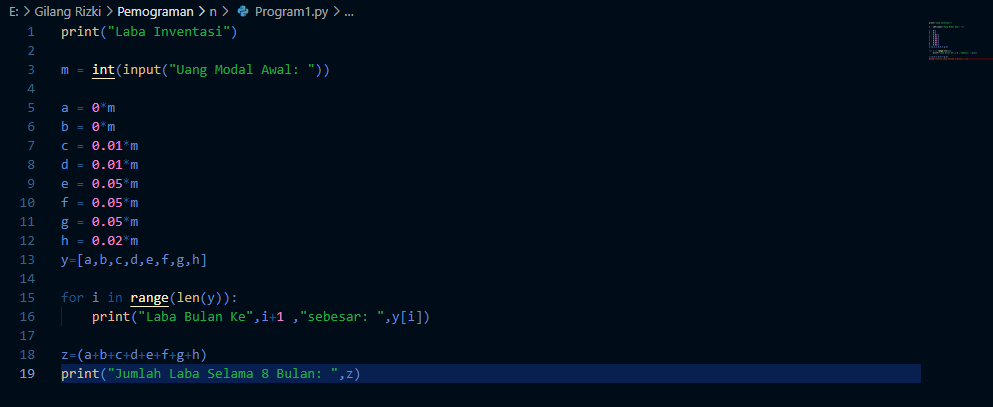 E: > Gilang Rizki > Pemograman > n > Program1.py > ...
1 print("Laba Inventasi")
2
3 m = int(input("Uang Modal Awal: "))
4
5 a = 0*m
6 b = 0*m
7 c = 0.01*m
8 d = 0.01*m
9 e = 0.05*m
10 f = 0.05*m
11 g = 0.05*m
12 h = 0.02*m
13 y=[a,b,c,d,e,f,g,h]
14
15 for i in range(len(y)):
16     print("Laba Bulan Ke",i+1 ,"sebesar: ",y[i])
17
18 z=(a+b+c+d+e+f+g+h)
19 print("Jumlah Laba Selama 8 Bulan: ",z)